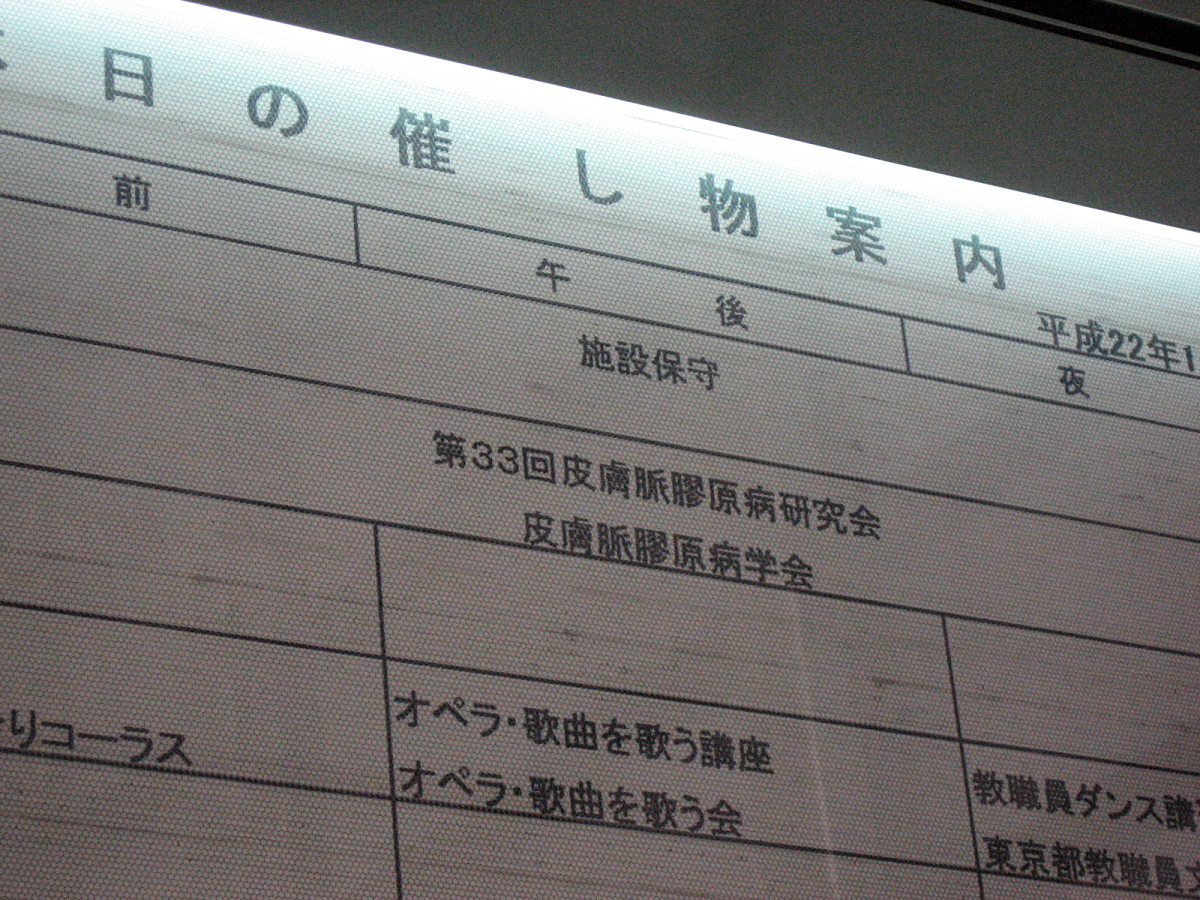 日の催し物案内
平成22年1
前 午後 夜
施設保守
第33回皮膚脈膠原病研究会
皮膚脈膠原病学会
りコーラス
オペラ・歌曲を歌う講座
オペラ・歌曲を歌う会
教職員ダンス講
東京都教職員文